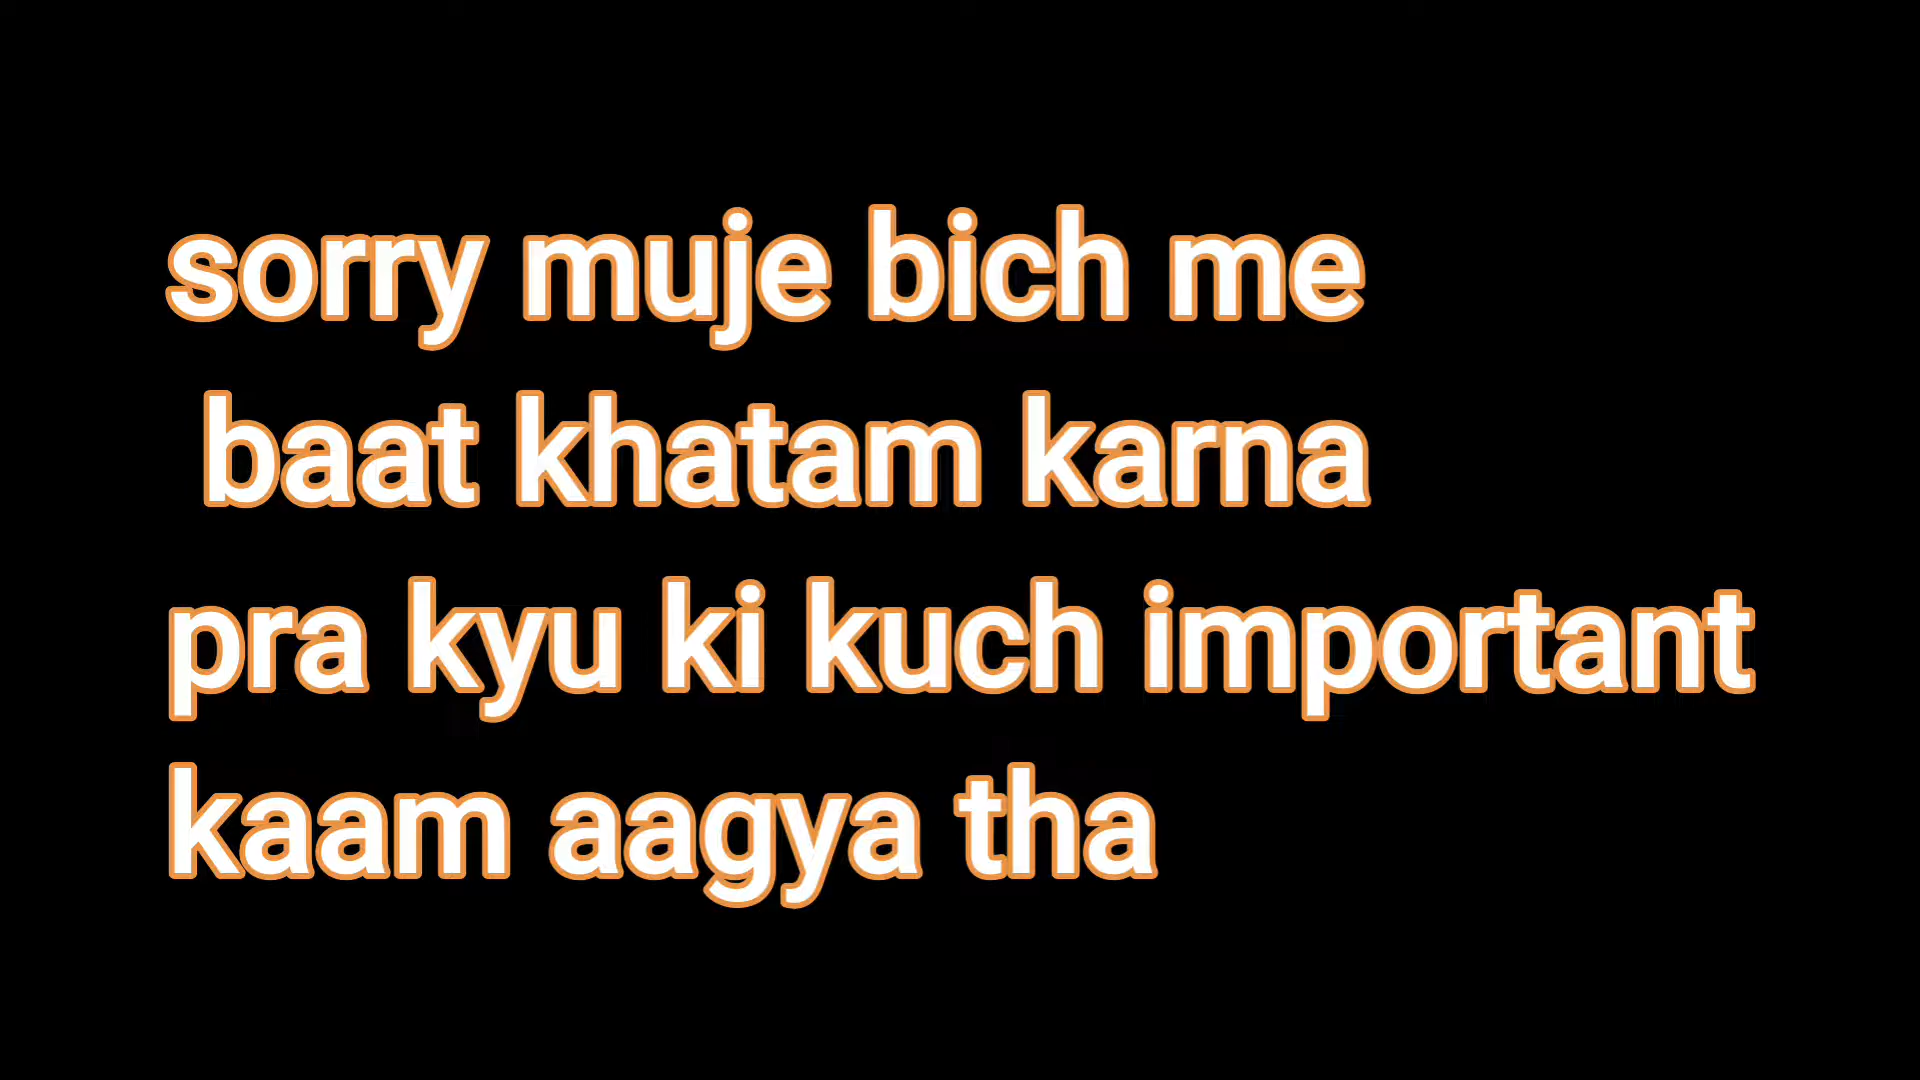 sorry muje bich me
baat khatam karna
pra kyu ki kuch important
kaam aagya tha